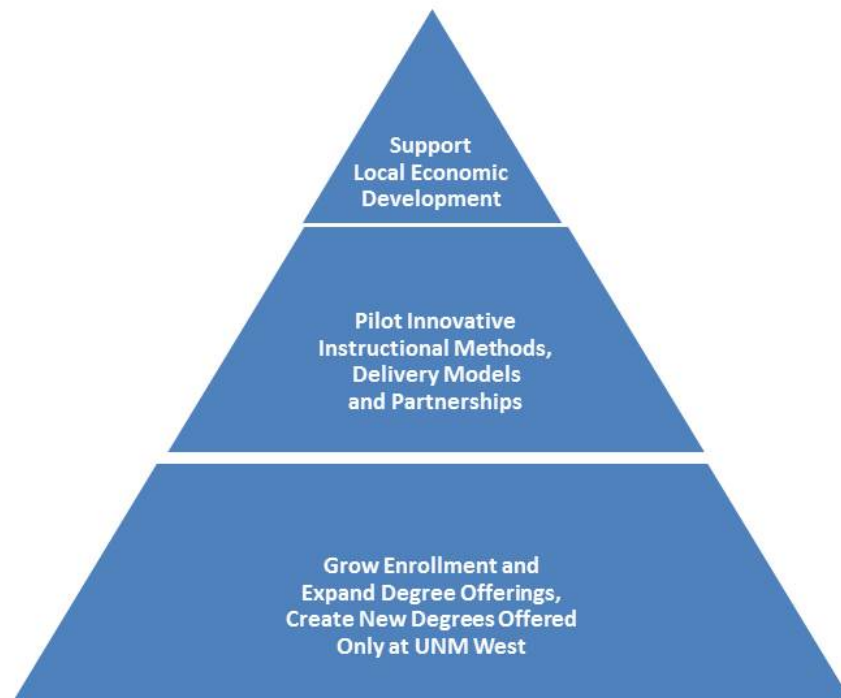 Support
Local Economic
Development
Pilot Innovative
Instructional Methods,
Delivery Models
and Partnerships
Grow Enrollment and
Expand Degree Offerings,
Create New Degrees Offered
Only at UNM West